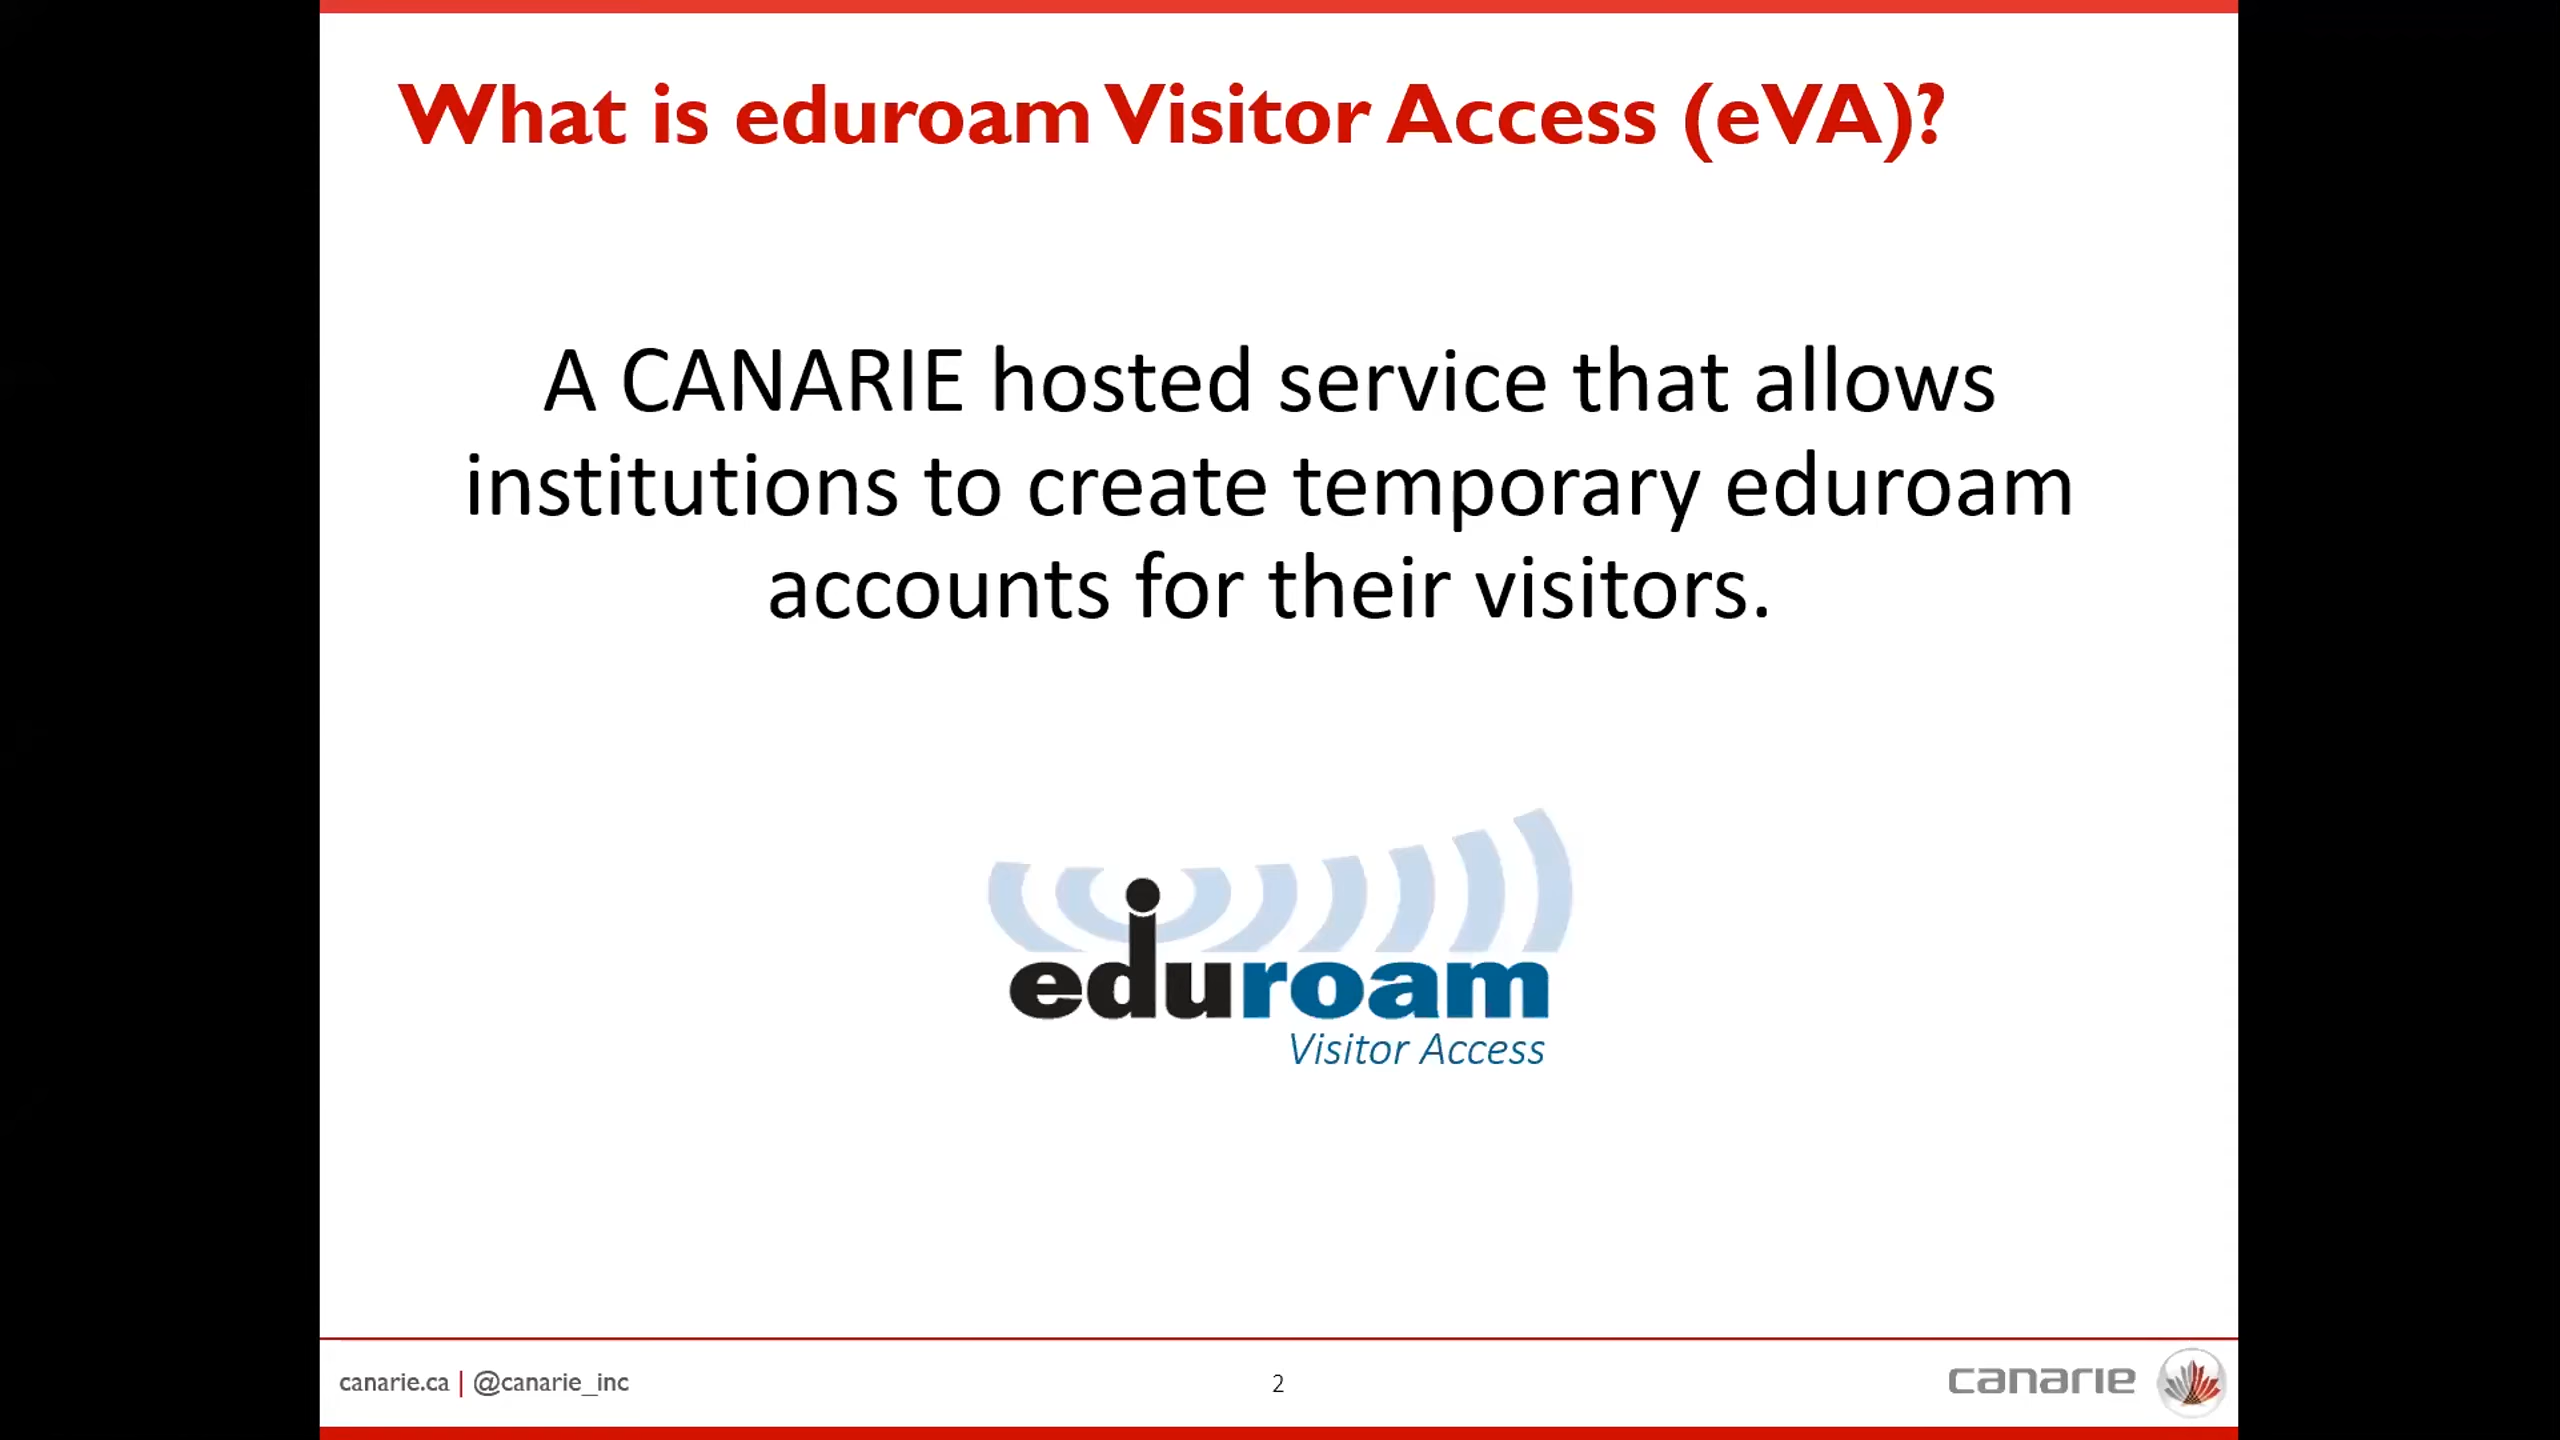 What is eduroam Visitor Access (eVA)?
A CANARIE hosted service that allows
institutions to create temporary eduroam
accounts for their visitors.
eduroam
Visitor Access
canarie.ca | @canarie_inc
2
canarie